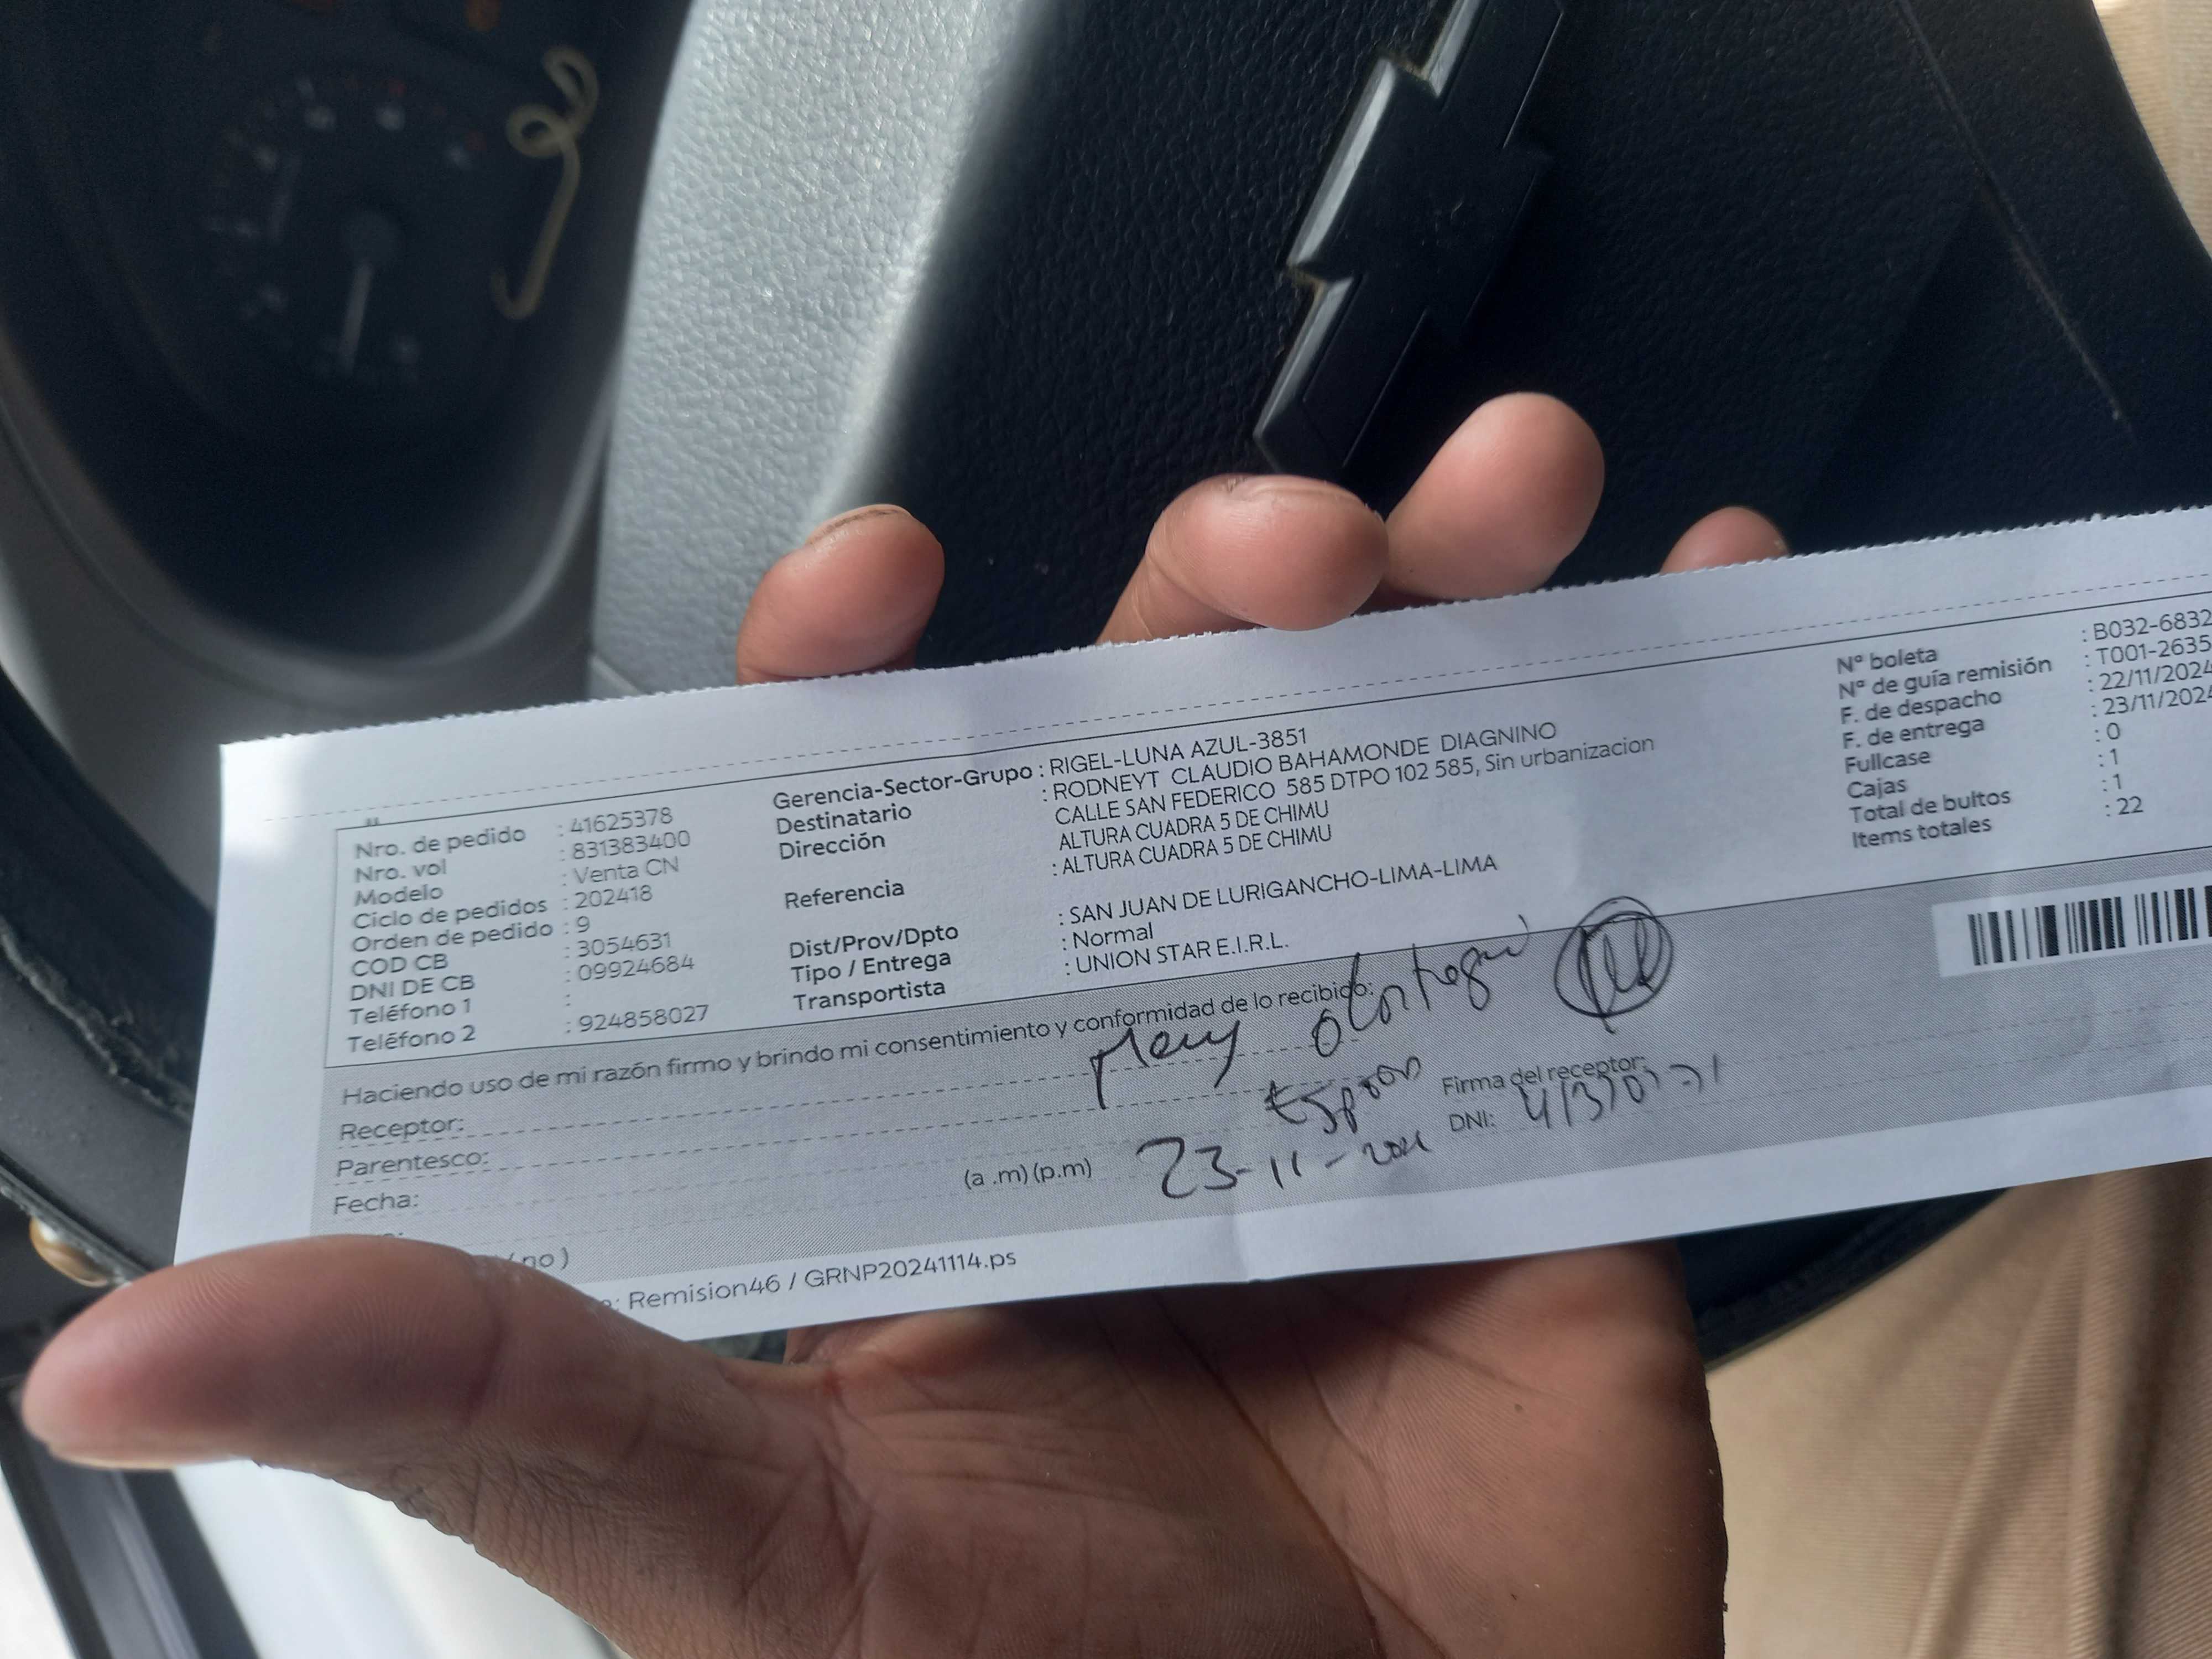 Nro. de pedido : 41625378
Nro. vol : 831383400
Modelo : Venta CN
Ciclo de pedidos : 202418
Orden de pedido : 9
COD CB : 3054631
DNI DE CB : 09924684
Teléfono 1 :
Teléfono 2 : 924858027
Gerencia-Sector-Grupo : RIGEL-LUNA AZUL-3851
Destinatario : RODNEYT CLAUDIO BAHAMONDE DIAGNINO
Dirección CALLE SAN FEDERICO 585 DTPO 102 585, Sin urbanizacion
ALTURA CUADRA 5 DE CHIMU
Referencia : ALTURA CUADRA 5 DE CHIMU
Dist/Prov/Dpto : SAN JUAN DE LURIGANCHO-LIMA-LIMA
Tipo / Entrega : Normal
Transportista : UNION STAR E.I.R.L.
Nº boleta : B032-6832
Nº de guía remisión : T001-2635
F. de despacho : 22/11/2024
F. de entrega : 23/11/2024
Fullcase : 0
Cajas : 1
Total de bultos : 1
Items totales : 22
Haciendo uso de mi razón firmo y brindo mi consentimiento y conformidad de lo recibido:
Receptor:
Parentesco:
Firma del receptor:
Fecha: 23-11-2024
DNI:
(a .m) (p.m)
no )
: Remision46 / GRNP20241114.ps